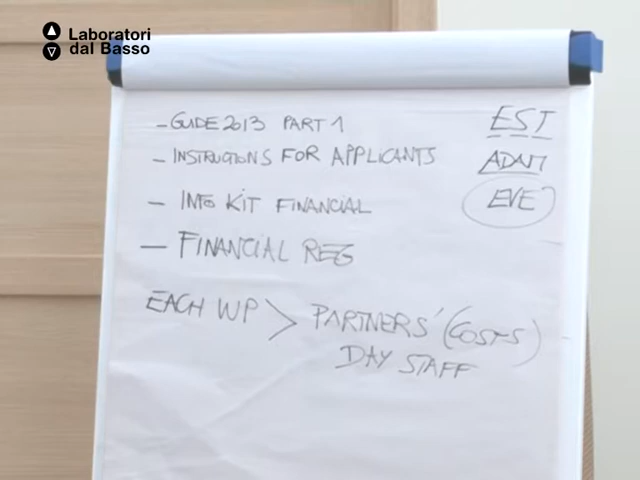 Laboratori
dal Basso
- GUIDE 2013 PART 1
- INSTRUCTIONS FOR APPLICANTS
- INFO KIT FINANCIAL
- FINANCIAL REG
EACH WP > PARTNERS' (COSTS)
DAY STAFF
EST
EVE